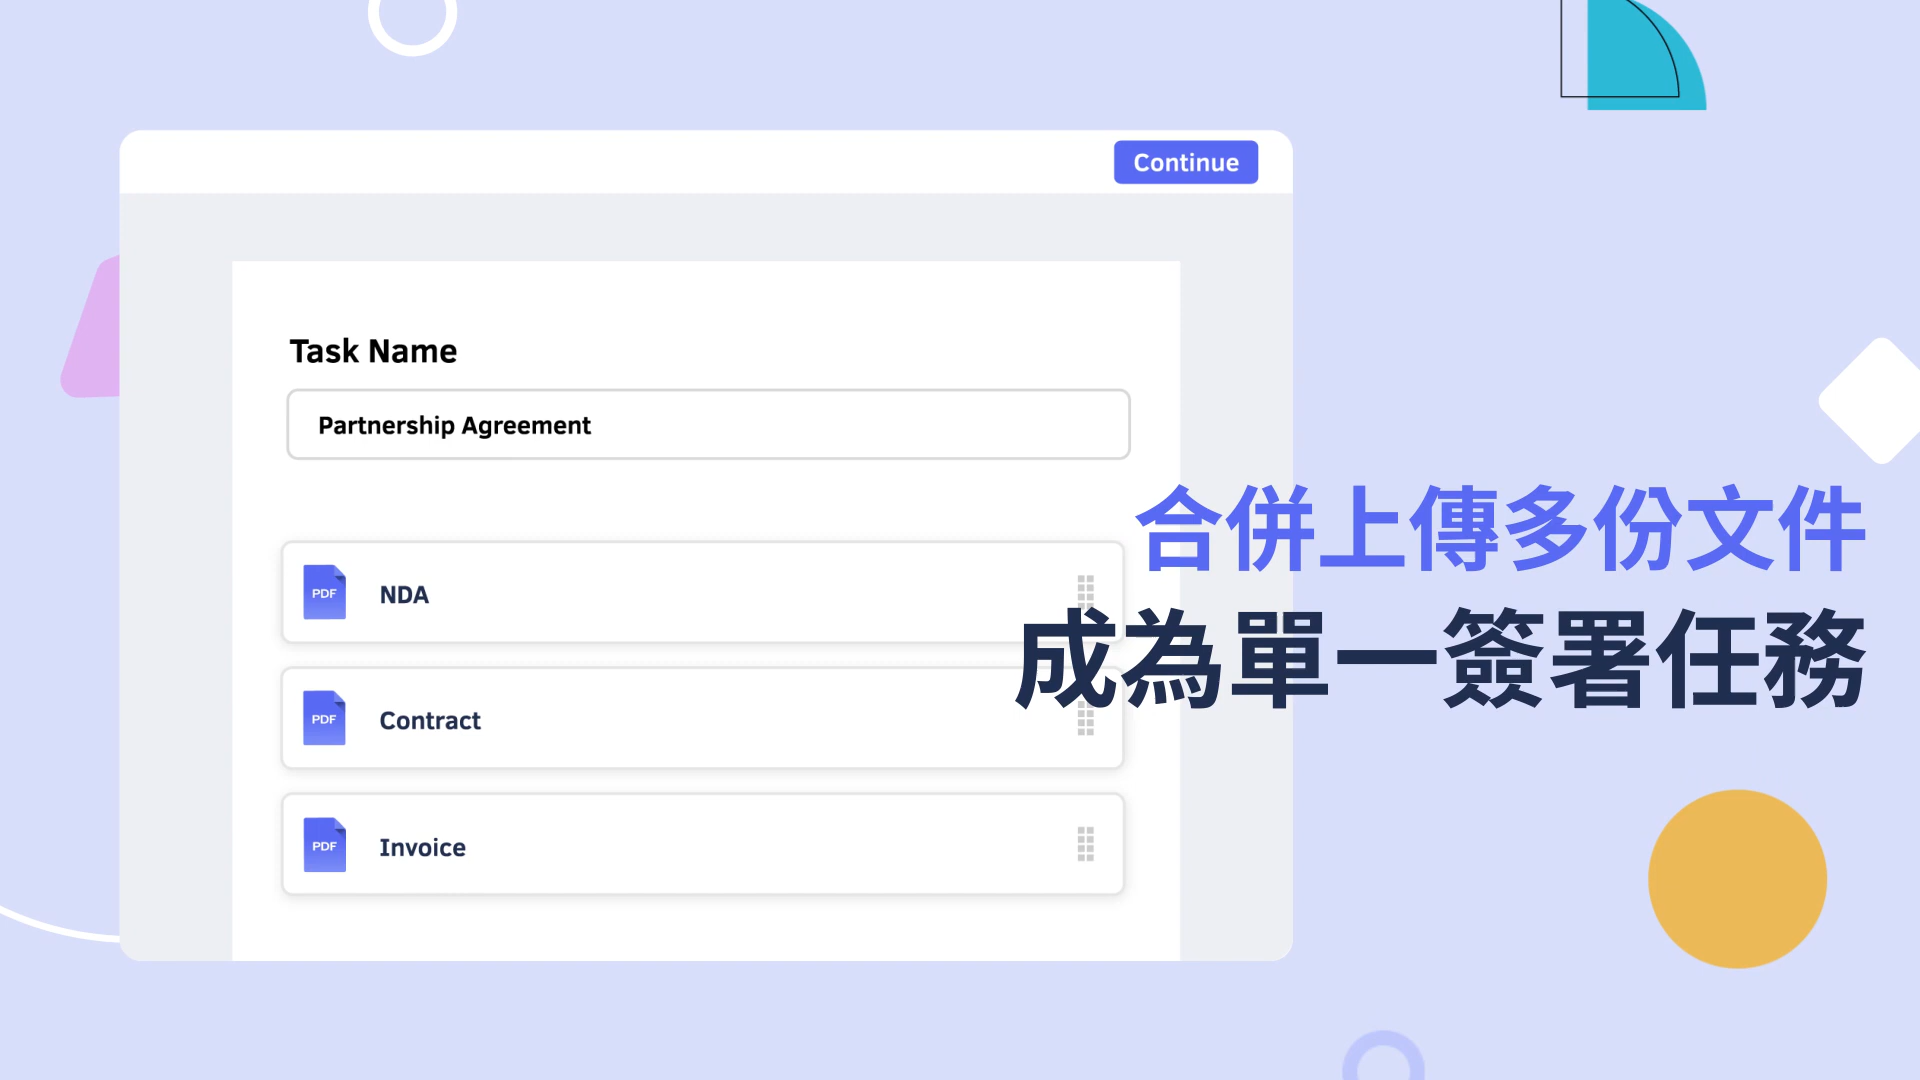 Continue
Task Name
Partnership Agreement
合併上傳多份文件
PDF NDA
成為單一簽署任務
PDF Contract
PDF Invoice